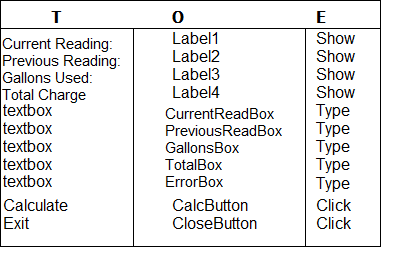 T O E
Current Reading: Label1 Show
Previous Reading: Label2 Show
Gallons Used: Label3 Show
Total Charge Label4 Show
textbox CurrentReadBox Type
textbox PreviousReadBox Type
textbox GallonsBox Type
textbox TotalBox Type
textbox ErrorBox Type
Calculate CalcButton Click
Exit CloseButton Click